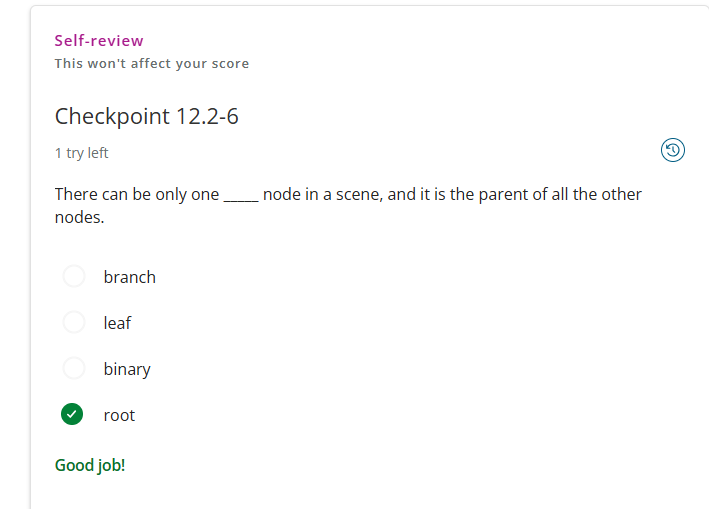 Self-review
This won't affect your score
Checkpoint 12.2-6
1 try left
There can be only one _____ node in a scene, and it is the parent of all the other
nodes.
branch
leaf
binary
root
Good job!